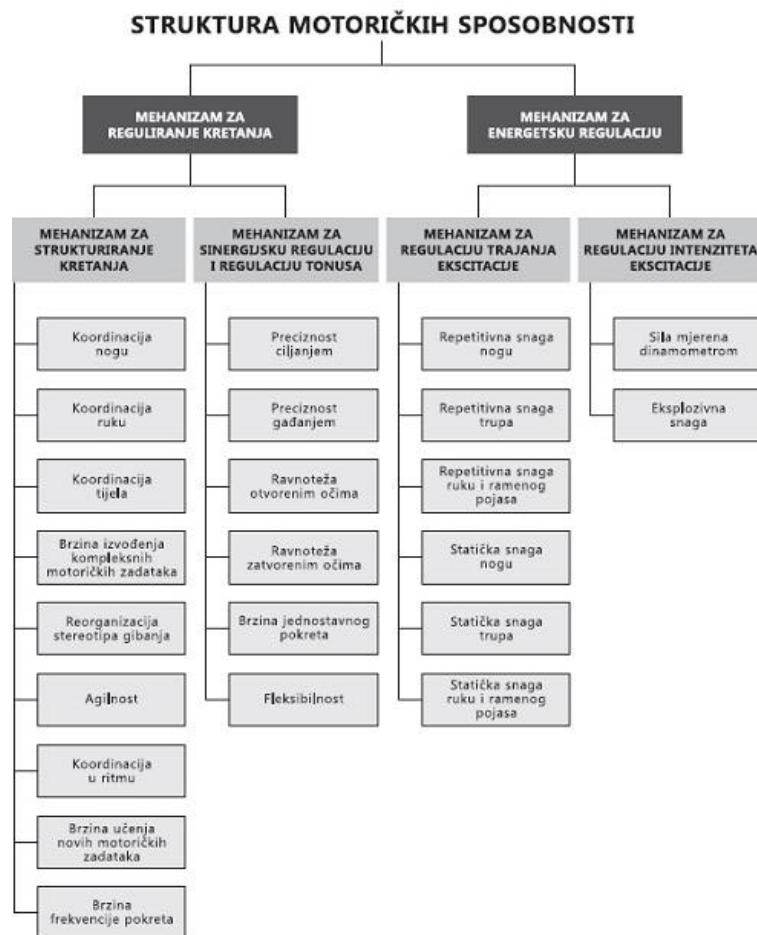 STRUKTURA MOTORIČKIH SPOSOBNOSTI
MEHANIZAM ZA
REGULIRANJE KRETANJA
MEHANIZAM ZA
ENERGETSKU REGULACIJU
MEHANIZAM ZA
STRUKTURIRANJE
KRETANJA
MEHANIZAM ZA
SINERGIJSKU REGULACIJU
I REGULACIJU TONUSA
MEHANIZAM ZA
REGULACIJU TRAJANJA
EKSCITACIJE
MEHANIZAM ZA
REGULACIJU INTENZITETA
EKSCITACIJE
Koordinacija
nogu
Koordinacija
ruku
Koordinacija
tijela
Brzina izvođenja
kompleksnih
motoričkih zadataka
Reorganizacija
stereotipa gibanja
Agilnost
Koordinacija
u ritmu
Brzina učenja
novih motoričkih
zadataka
Brzina
frekvencije pokreta
Preciznost
ciljanjem
Preciznost
gađanjem
Ravnoteža
otvorenim očima
Ravnoteža
zatvorenim očima
Brzina jednostavnog
pokreta
Fleksibilnost
Repetitivna snaga
nogu
Repetitivna snaga
trupa
Repetitivna snaga
ruku i ramenog
pojasa
Statička snaga
nogu
Statička snaga
trupa
Statička snaga
ruku i ramenog
pojasa
Sila mjerena
dinamometrom
Eksplozivna
snaga